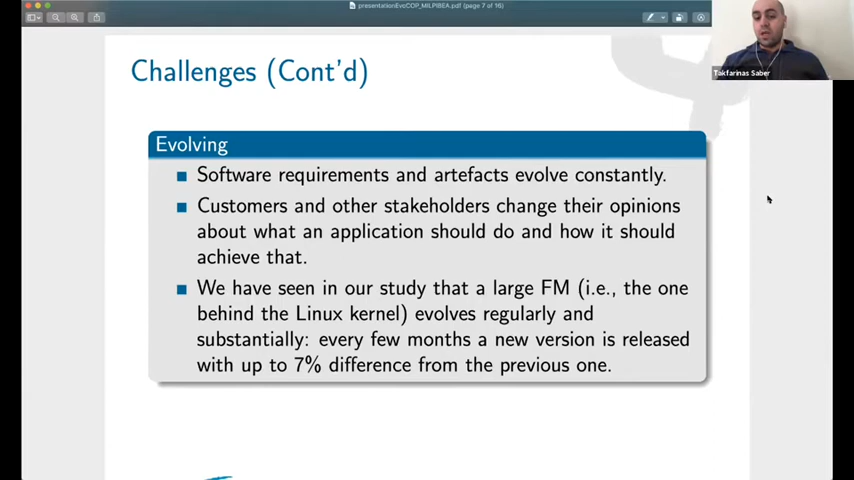 presentationEvoCOP_MILPIBEA.pdf (page 7 of 16)
Takfarinas Saber
Challenges (Cont'd)
Evolving
Software requirements and artefacts evolve constantly.
Customers and other stakeholders change their opinions
about what an application should do and how it should
achieve that.
We have seen in our study that a large FM (i.e., the one
behind the Linux kernel) evolves regularly and
substantially: every few months a new version is released
with up to 7% difference from the previous one.